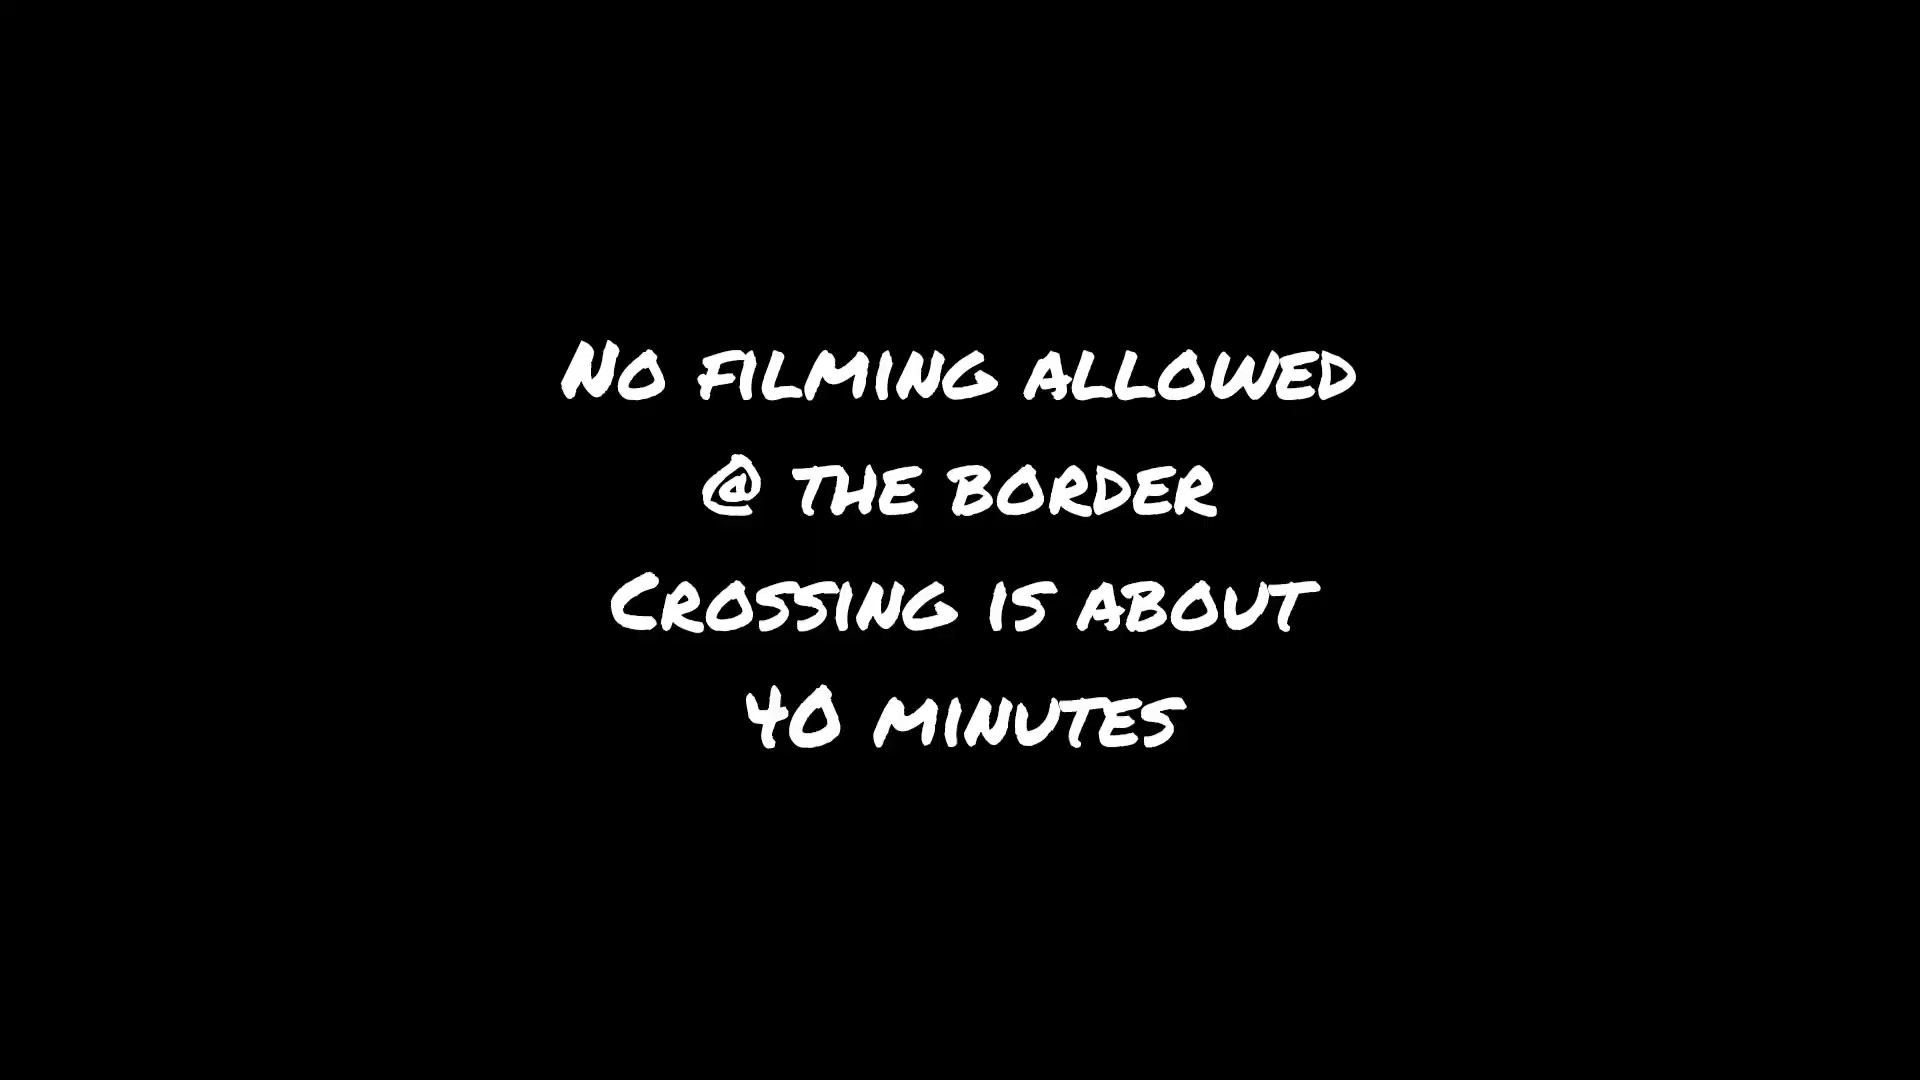 No filming allowed
@ the border
Crossing is about
40 minutes